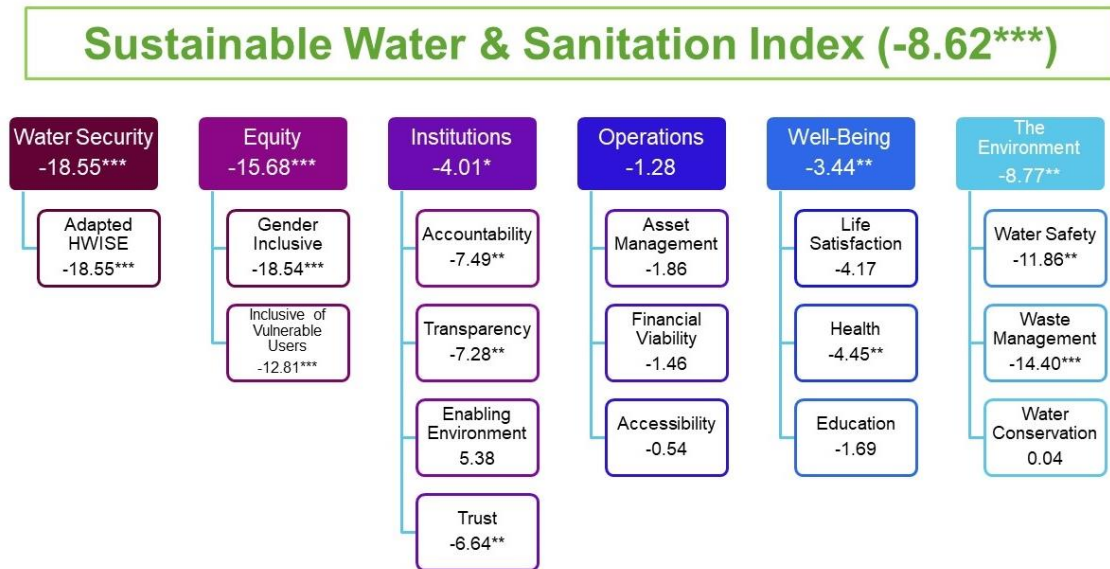 Sustainable Water & Sanitation Index (-8.62***)
Water Security
-18.55***
Adapted
HWISE
-18.55***
Equity
-15.68***
Gender
Inclusive
-18.54***
Inclusive of
Vulnerable
Users
-12.81***
Institutions
-4.01*
Accountability
-7.49**
Transparency
-7.28**
Enabling
Environment
5.38
Trust
-6.64**
Operations
-1.28
Asset
Management
-1.86
Financial
Viability
-1.46
Accessibility
-0.54
Well-Being
-3.44**
Life
Satisfaction
-4.17
Health
-4.45**
Education
-1.69
The
Environment
-8.77**
Water Safety
-11.86**
Waste
Management
-14.40***
Water
Conservation
0.04